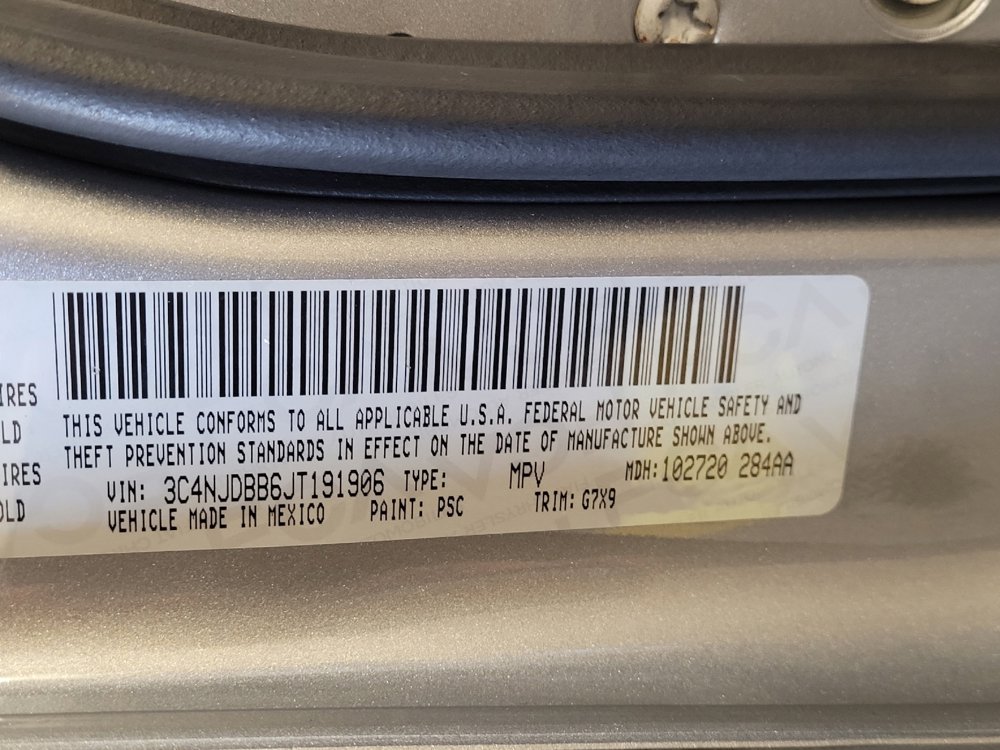 IRES
THIS VEHICLE CONFORMS TO ALL APPLICABLE U.S.A. FEDERAL MOTOR VEHICLE SAFETY AND
OLD
THEFT PREVENTION STANDARDS IN EFFECT ON THE DATE OF MANUFACTURE SHOWN ABOVE.
IRES
VIN: 3C4NJDBB6JT191906 TYPE: MPV MDH:102720 284AA
OLD
VEHICLE MADE IN MEXICO PAINT: PSC TRIM: G7X9